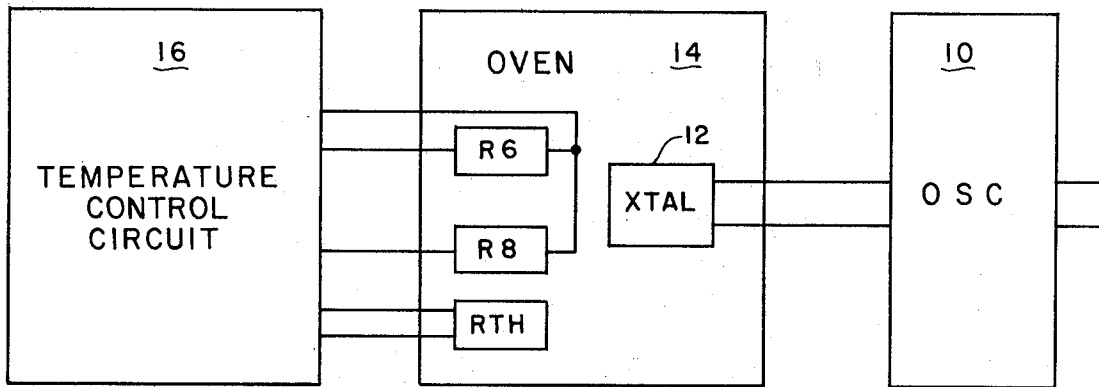 16
OVEN
14
10
R6
12
TEMPERATURE
CONTROL
CIRCUIT
XTAL
OSC
R8
RTH